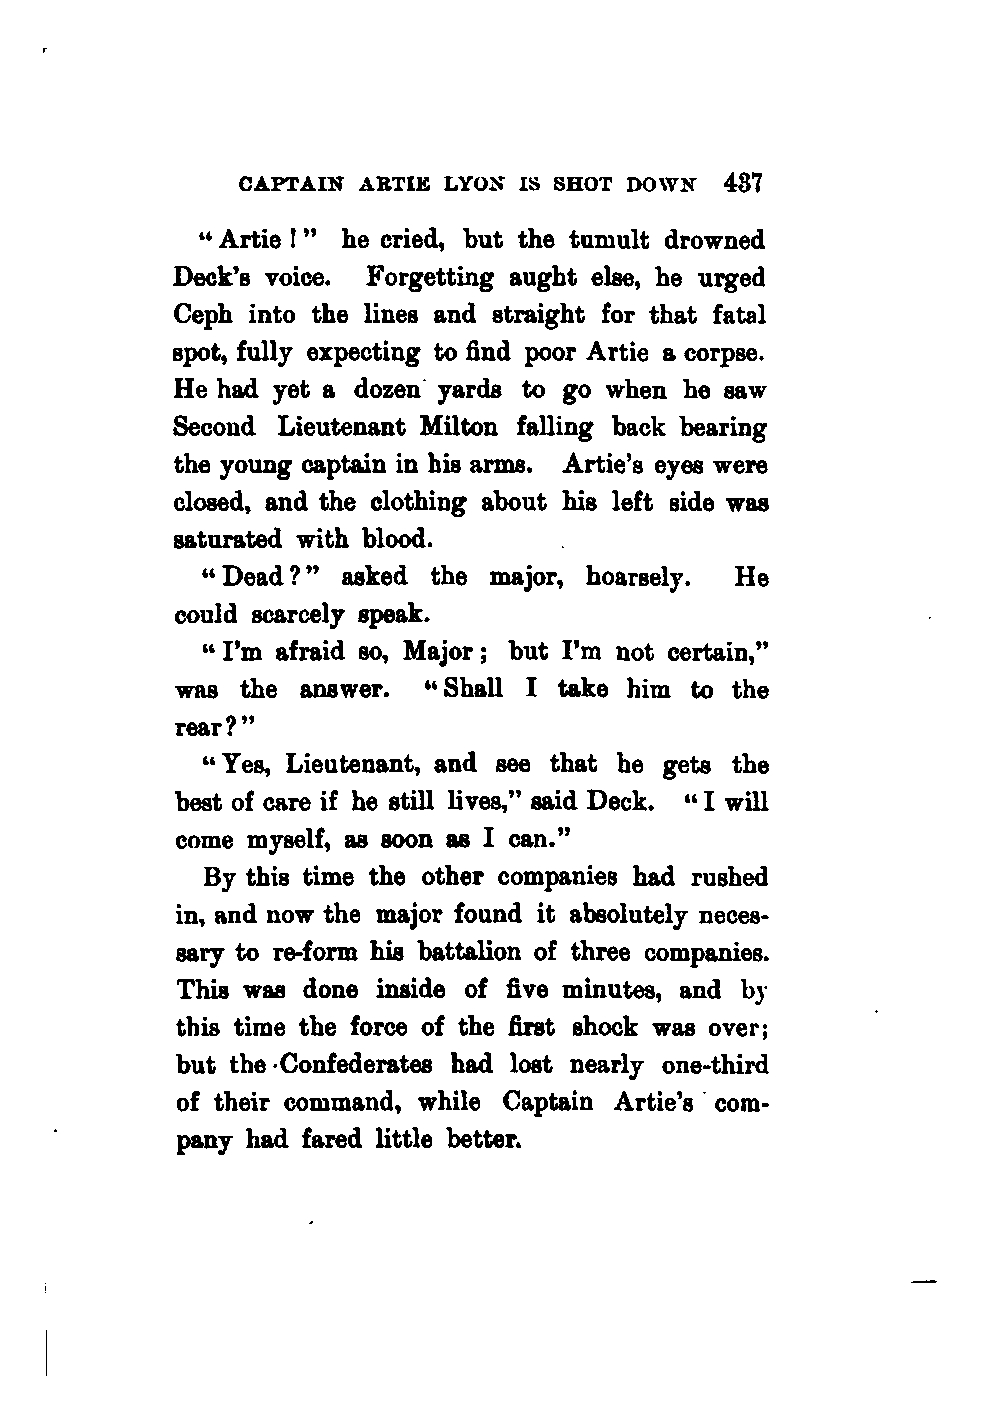 CAPTAIN ARTIE LYON IS SHOT DOWN 437
"Artie!" he cried, but the tumult drowned
Deck's voice. Forgetting aught else, he urged
Ceph into the lines and straight for that fatal
spot, fully expecting to find poor Artie a corpse.
He had yet a dozen yards to go when he saw
Second Lieutenant Milton falling back bearing
the young captain in his arms. Artie's eyes were
closed, and the clothing about his left side was
saturated with blood.
"Dead?" asked the major, hoarsely. He
could scarcely speak.
"I'm afraid so, Major; but I'm not certain,"
was the answer. "Shall I take him to the
rear?"
"Yes, Lieutenant, and see that he gets the
best of care if he still lives," said Deck. "I will
come myself, as soon as I can."
By this time the other companies had rushed
in, and now the major found it absolutely neces-
sary to re-form his battalion of three companies.
This was done inside of five minutes, and by
this time the force of the first shock was over;
but the Confederates had lost nearly one-third
of their command, while Captain Artie's com-
pany had fared little better.